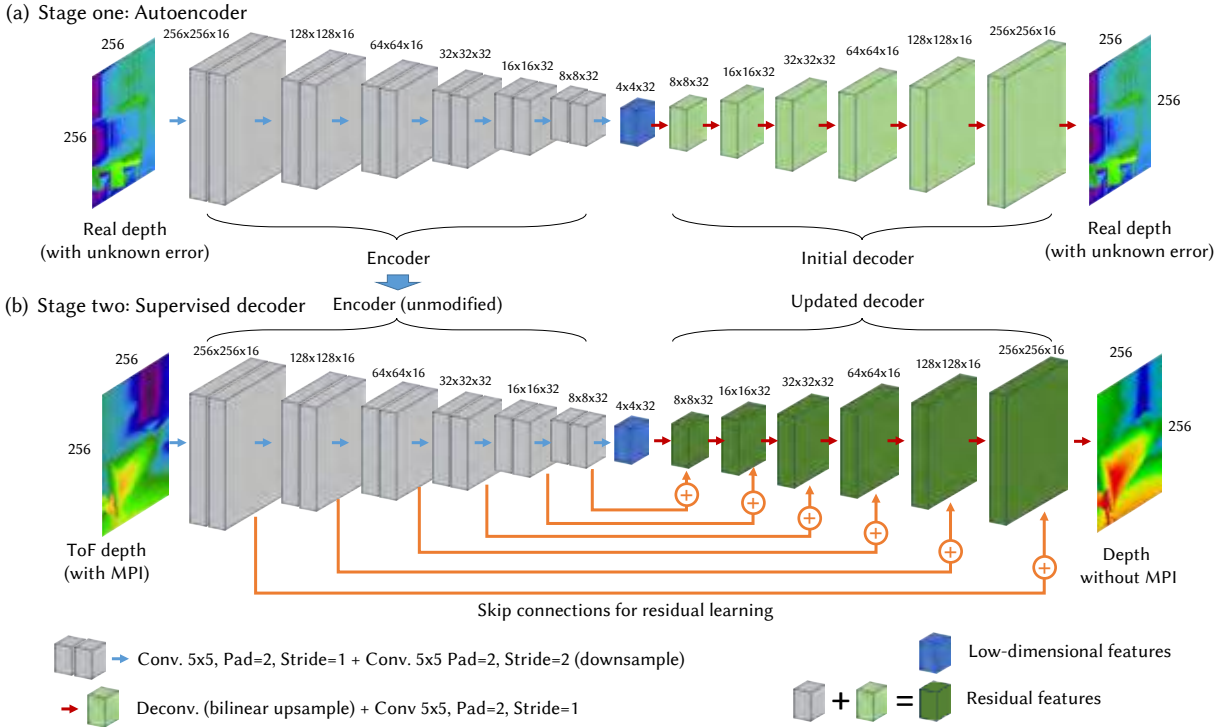 (a) Stage one: Autoencoder
256
256x256x16
128x128x16
64x64x16
32x32x32
16x16x32
8x8x32
4x4x32
8x8x32
16x16x32
32x32x32
64x64x16
128x128x16
256x256x16
256
256
256
Real depth
(with unknown error)
Encoder
Initial decoder
Real depth
(with unknown error)
(b) Stage two: Supervised decoder
Encoder (unmodified)
Updated decoder
256
256x256x16
128x128x16
64x64x16
32x32x32
16x16x32
8x8x32
4x4x32
8x8x32
16x16x32
32x32x32
64x64x16
128x128x16
256x256x16
256
256
256
ToF depth
(with MPI)
+
+
+
+
+
+
Depth
without MPI
Skip connections for residual learning
Conv. 5x5, Pad=2, Stride=1 + Conv. 5x5 Pad=2, Stride=2 (downsample)
Low-dimensional features
Deconv. (bilinear upsample) + Conv 5x5, Pad=2, Stride=1
+ = Residual features